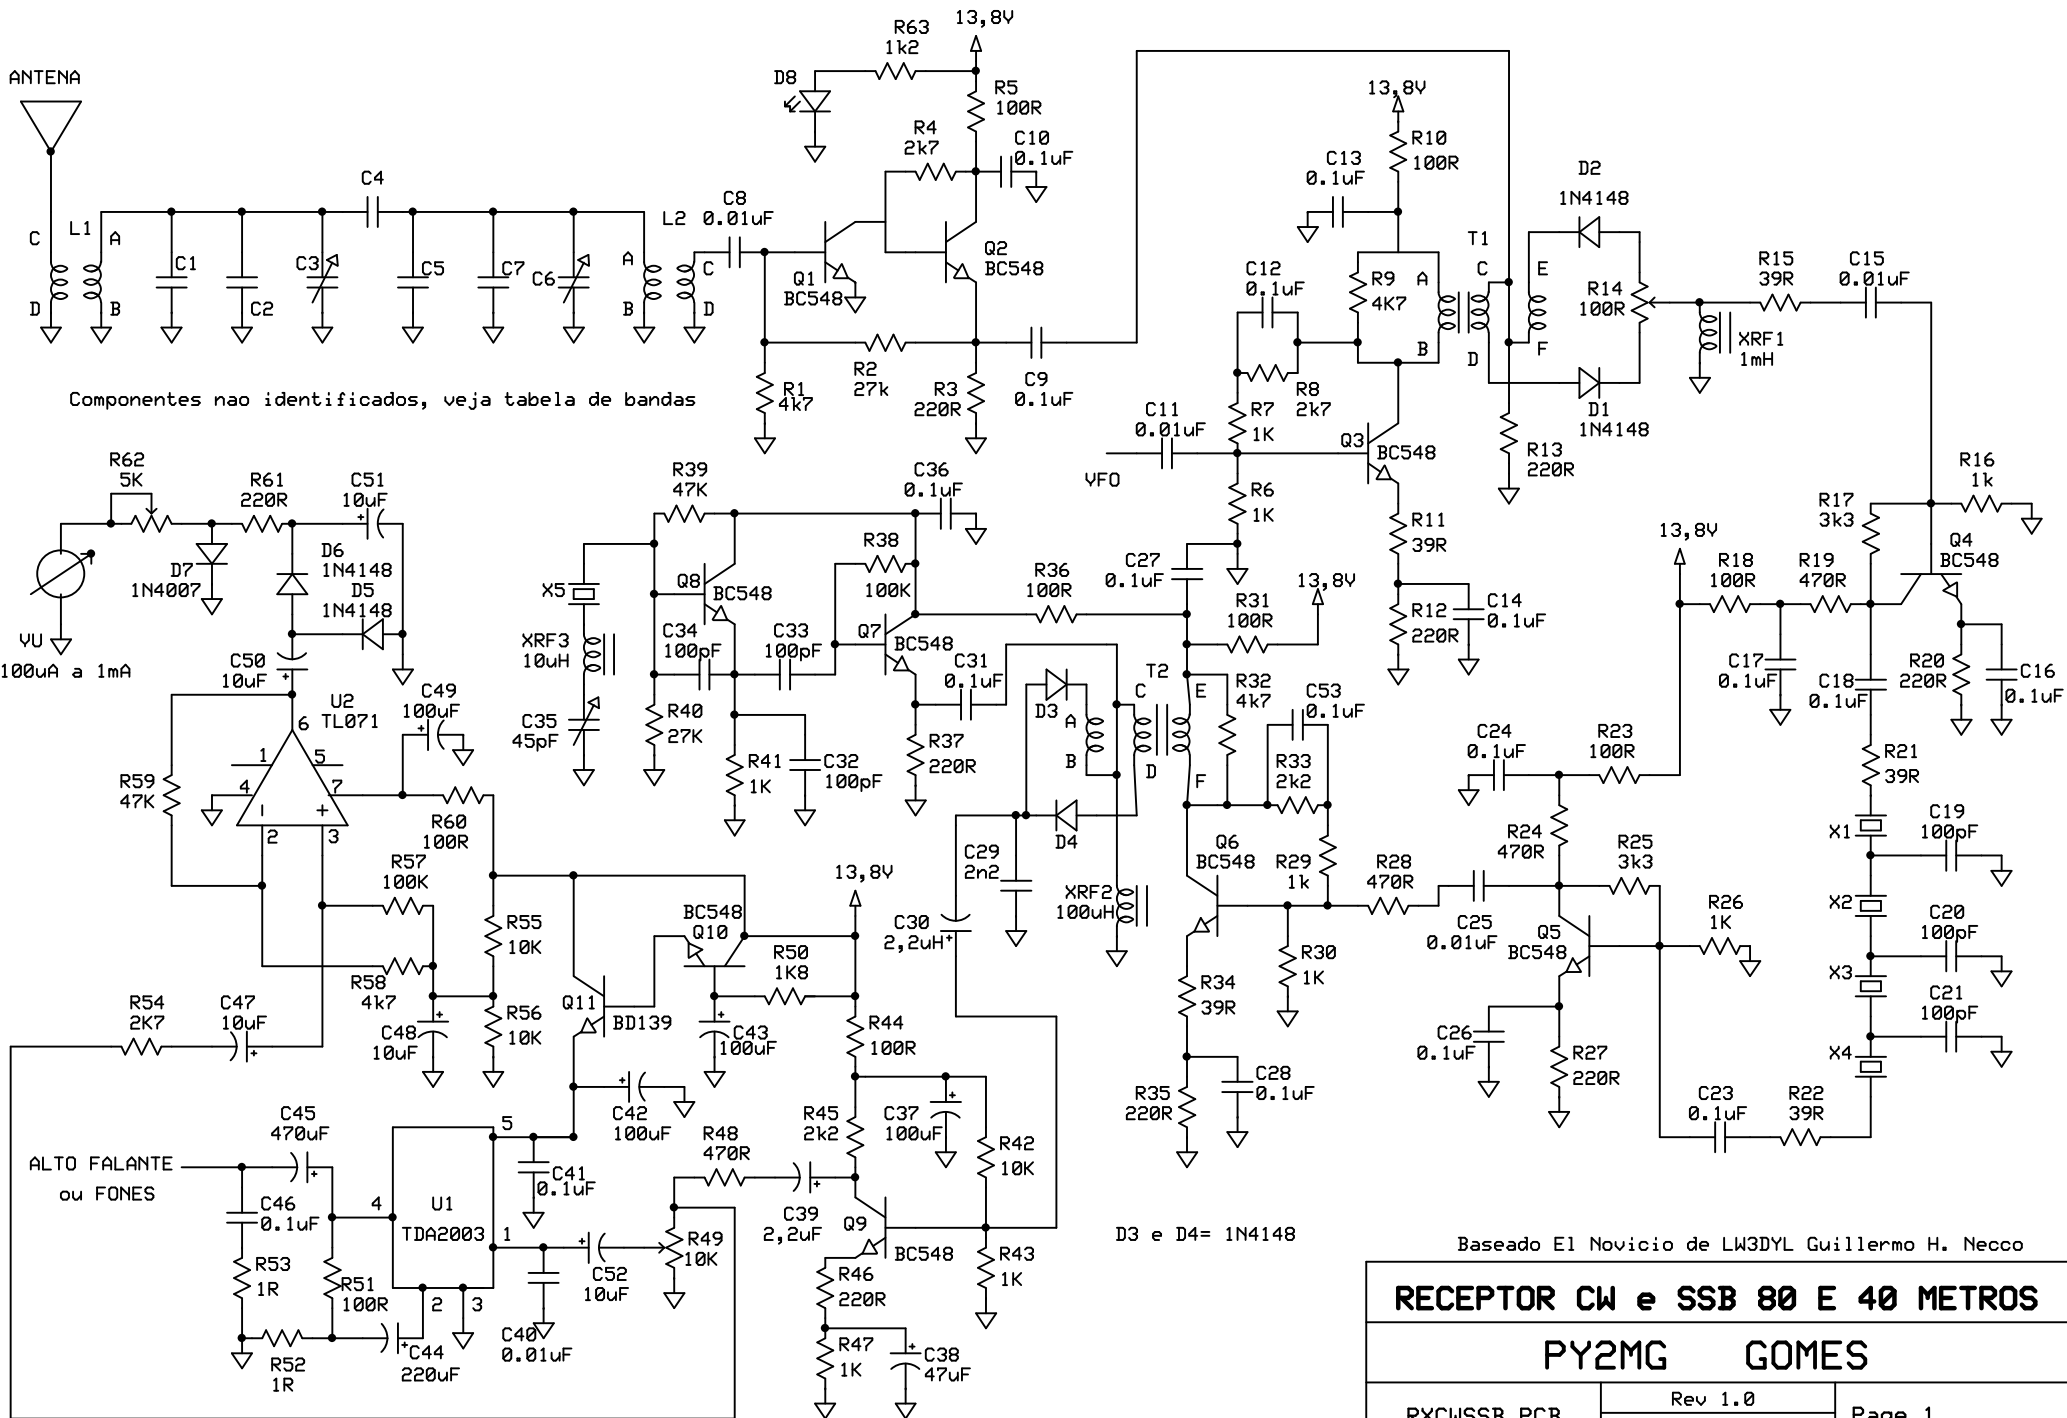 ANTENA
C
D
L1
A
B
C1
C2
C3
C4
C5
C7
C6
A
B
L2
C
D
C8
0.01uF
D8
R63
1k2
13,8V
R5
100R
R4
2k7
C10
0.1uF
Q1
BC548
Q2
BC548
R1
4k7
R2
27k
R3
220R
C9
0.1uF
Componentes nao identificados, veja tabela de bandas
13,8V
R10
100R
C13
0.1uF
C12
0.1uF
R9
4K7
A
B
T1
C
D
E
F
D2
1N4148
R14
100R
D1
1N4148
R15
39R
C15
0.01uF
XRF1
1mH
R8
2k7
R7
1K
C11
0.01uF
VFO
Q3
BC548
R6
1K
R13
220R
R11
39R
R12
220R
C14
0.1uF
R16
1k
R17
3k3
Q4
BC548
13,8V
R18
100R
R19
470R
C17
0.1uF
C18
0.1uF
R20
220R
C16
0.1uF
R21
39R
R62
5K
R61
220R
C51
10uF
+
D7
1N4007
D6
1N4148
D5
1N4148
VU
100uA a 1mA
C50
10uF
+
U2
TL071
C49
100uF
+
6
1
5
4
7
2
3
R59
47K
R60
100R
R57
100K
R58
4k7
R55
10K
R56
10K
C48
10uF
+
R54
2K7
C47
10uF
+
R39
47K
C36
0.1uF
X5
XRF3
10uH
C35
45pF
Q8
BC548
R38
100K
C34
100pF
C33
100pF
Q7
BC548
R40
27K
R41
1K
C32
100pF
R37
220R
C31
0.1uF
R36
100R
C27
0.1uF
R31
100R
13,8V
D3
A
B
T2
C
D
E
F
D4
R32
4k7
C53
0.1uF
R33
2k2
C29
2n2
XRF2
100uH
C30
2,2uH
+
Q6
BC548
R29
1k
R28
470R
R30
1K
R34
39R
R35
220R
C28
0.1uF
C24
0.1uF
R23
100R
R24
470R
R25
3k3
C25
0.01uF
Q5
BC548
R26
1K
C26
0.1uF
R27
220R
X1
C19
100pF
X2
C20
100pF
X3
C21
100pF
X4
C23
0.1uF
R22
39R
BC548
Q10
13,8V
R50
1K8
Q11
BD139
C43
100uF
+
R44
100R
C42
100uF
+
R45
2k2
C37
100uF
+
R42
10K
R48
470R
C39
2,2uF
+
Q9
BC548
R43
1K
R46
220R
R47
1K
C38
47uF
+
C45
470uF
+
ALTO FALANTE
ou FONES
C46
0.1uF
R53
1R
R52
1R
R51
100R
C44
220uF
+
U1
TDA2003
5
4
1
2
3
C41
0.1uF
C40
0.01uF
C52
10uF
+
R49
10K
D3 e D4= 1N4148
Baseado El Novicio de LW3DYL Guillermo H. Necco
RECEPTOR CW e SSB 80 E 40 METROS
PY2MG GOMES
RXCWSSB.PCB
Rev 1.0
Page 1